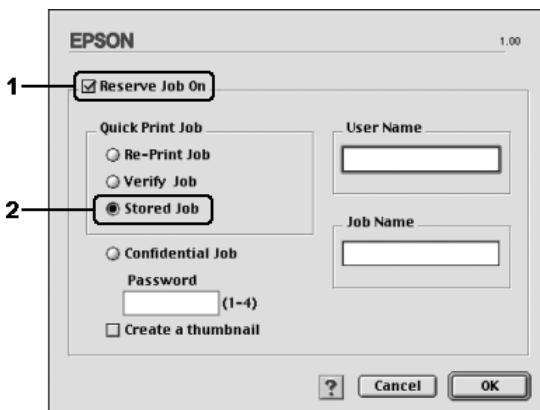 EPSON
1.00
1
Reserve Job On
Quick Print Job
Re-Print Job
Verify Job
2
Stored Job
Confidential Job
Password
(1-4)
Create a thumbnail
User Name
Job Name
?
Cancel
OK